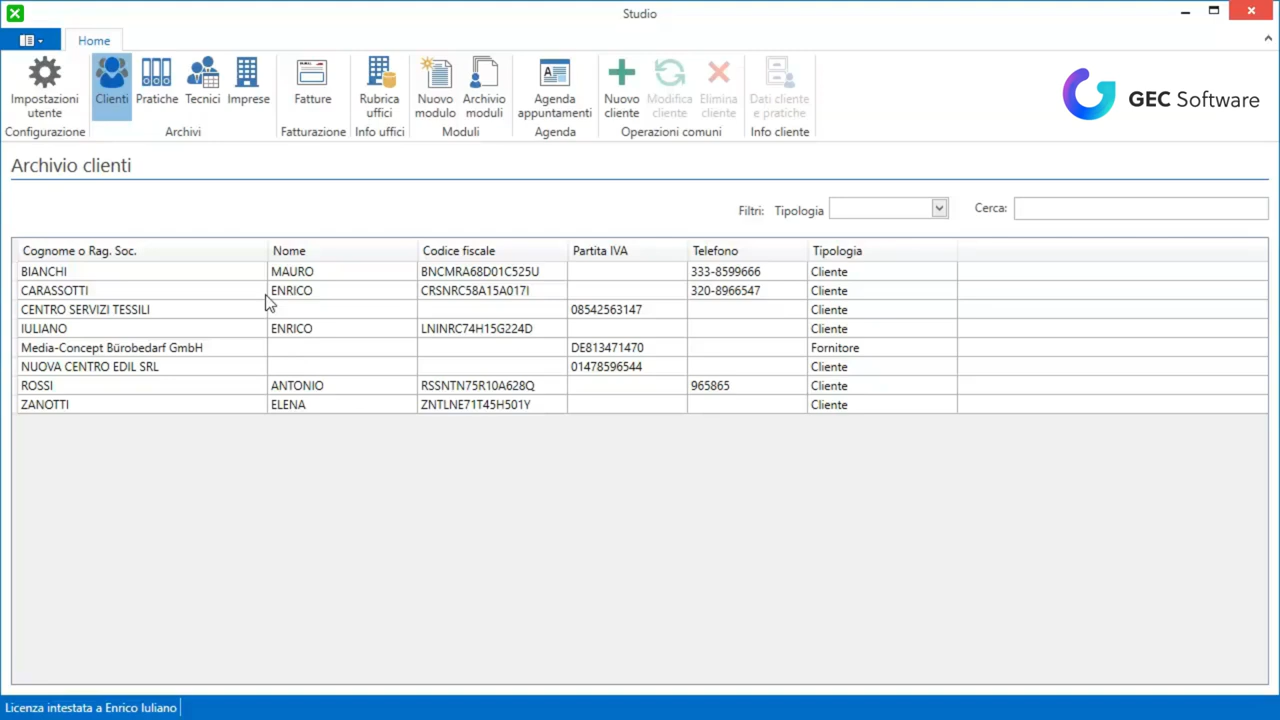 Studio
Home
Impostazioni utente
Clienti
Pratiche
Tecnici
Imprese
Fatture
Rubrica uffici
Nuovo modulo
Archivio moduli
Agenda appuntamenti
Nuovo cliente
Modifica cliente
Elimina cliente
Dati cliente e pratiche
Configurazione
Archivi
Fatturazione
Info uffici
Moduli
Agenda
Operazioni comuni
Info cliente
GEC Software
Archivio clienti
Filtri: Tipologia
Cerca:
Cognome o Rag. Soc. Nome Codice fiscale Partita IVA Telefono Tipologia
BIANCHI MAURO BNCMRA68D01C525U 333-8599666 Cliente
CARASSOTTI ENRICO CRSNRC58A15A017I 320-8966547 Cliente
CENTRO SERVIZI TESSILI 08542563147 Cliente
IULIANO ENRICO LNINRC74H15G224D Cliente
Media-Concept Bürobedarf GmbH DE813471470 Fornitore
NUOVA CENTRO EDIL SRL 01478596544 Cliente
ROSSI ANTONIO RSSNTN75R10A628Q 965865 Cliente
ZANOTTI ELENA ZNTLNE71T45H501Y Cliente
Licenza intestata a Enrico Iuliano